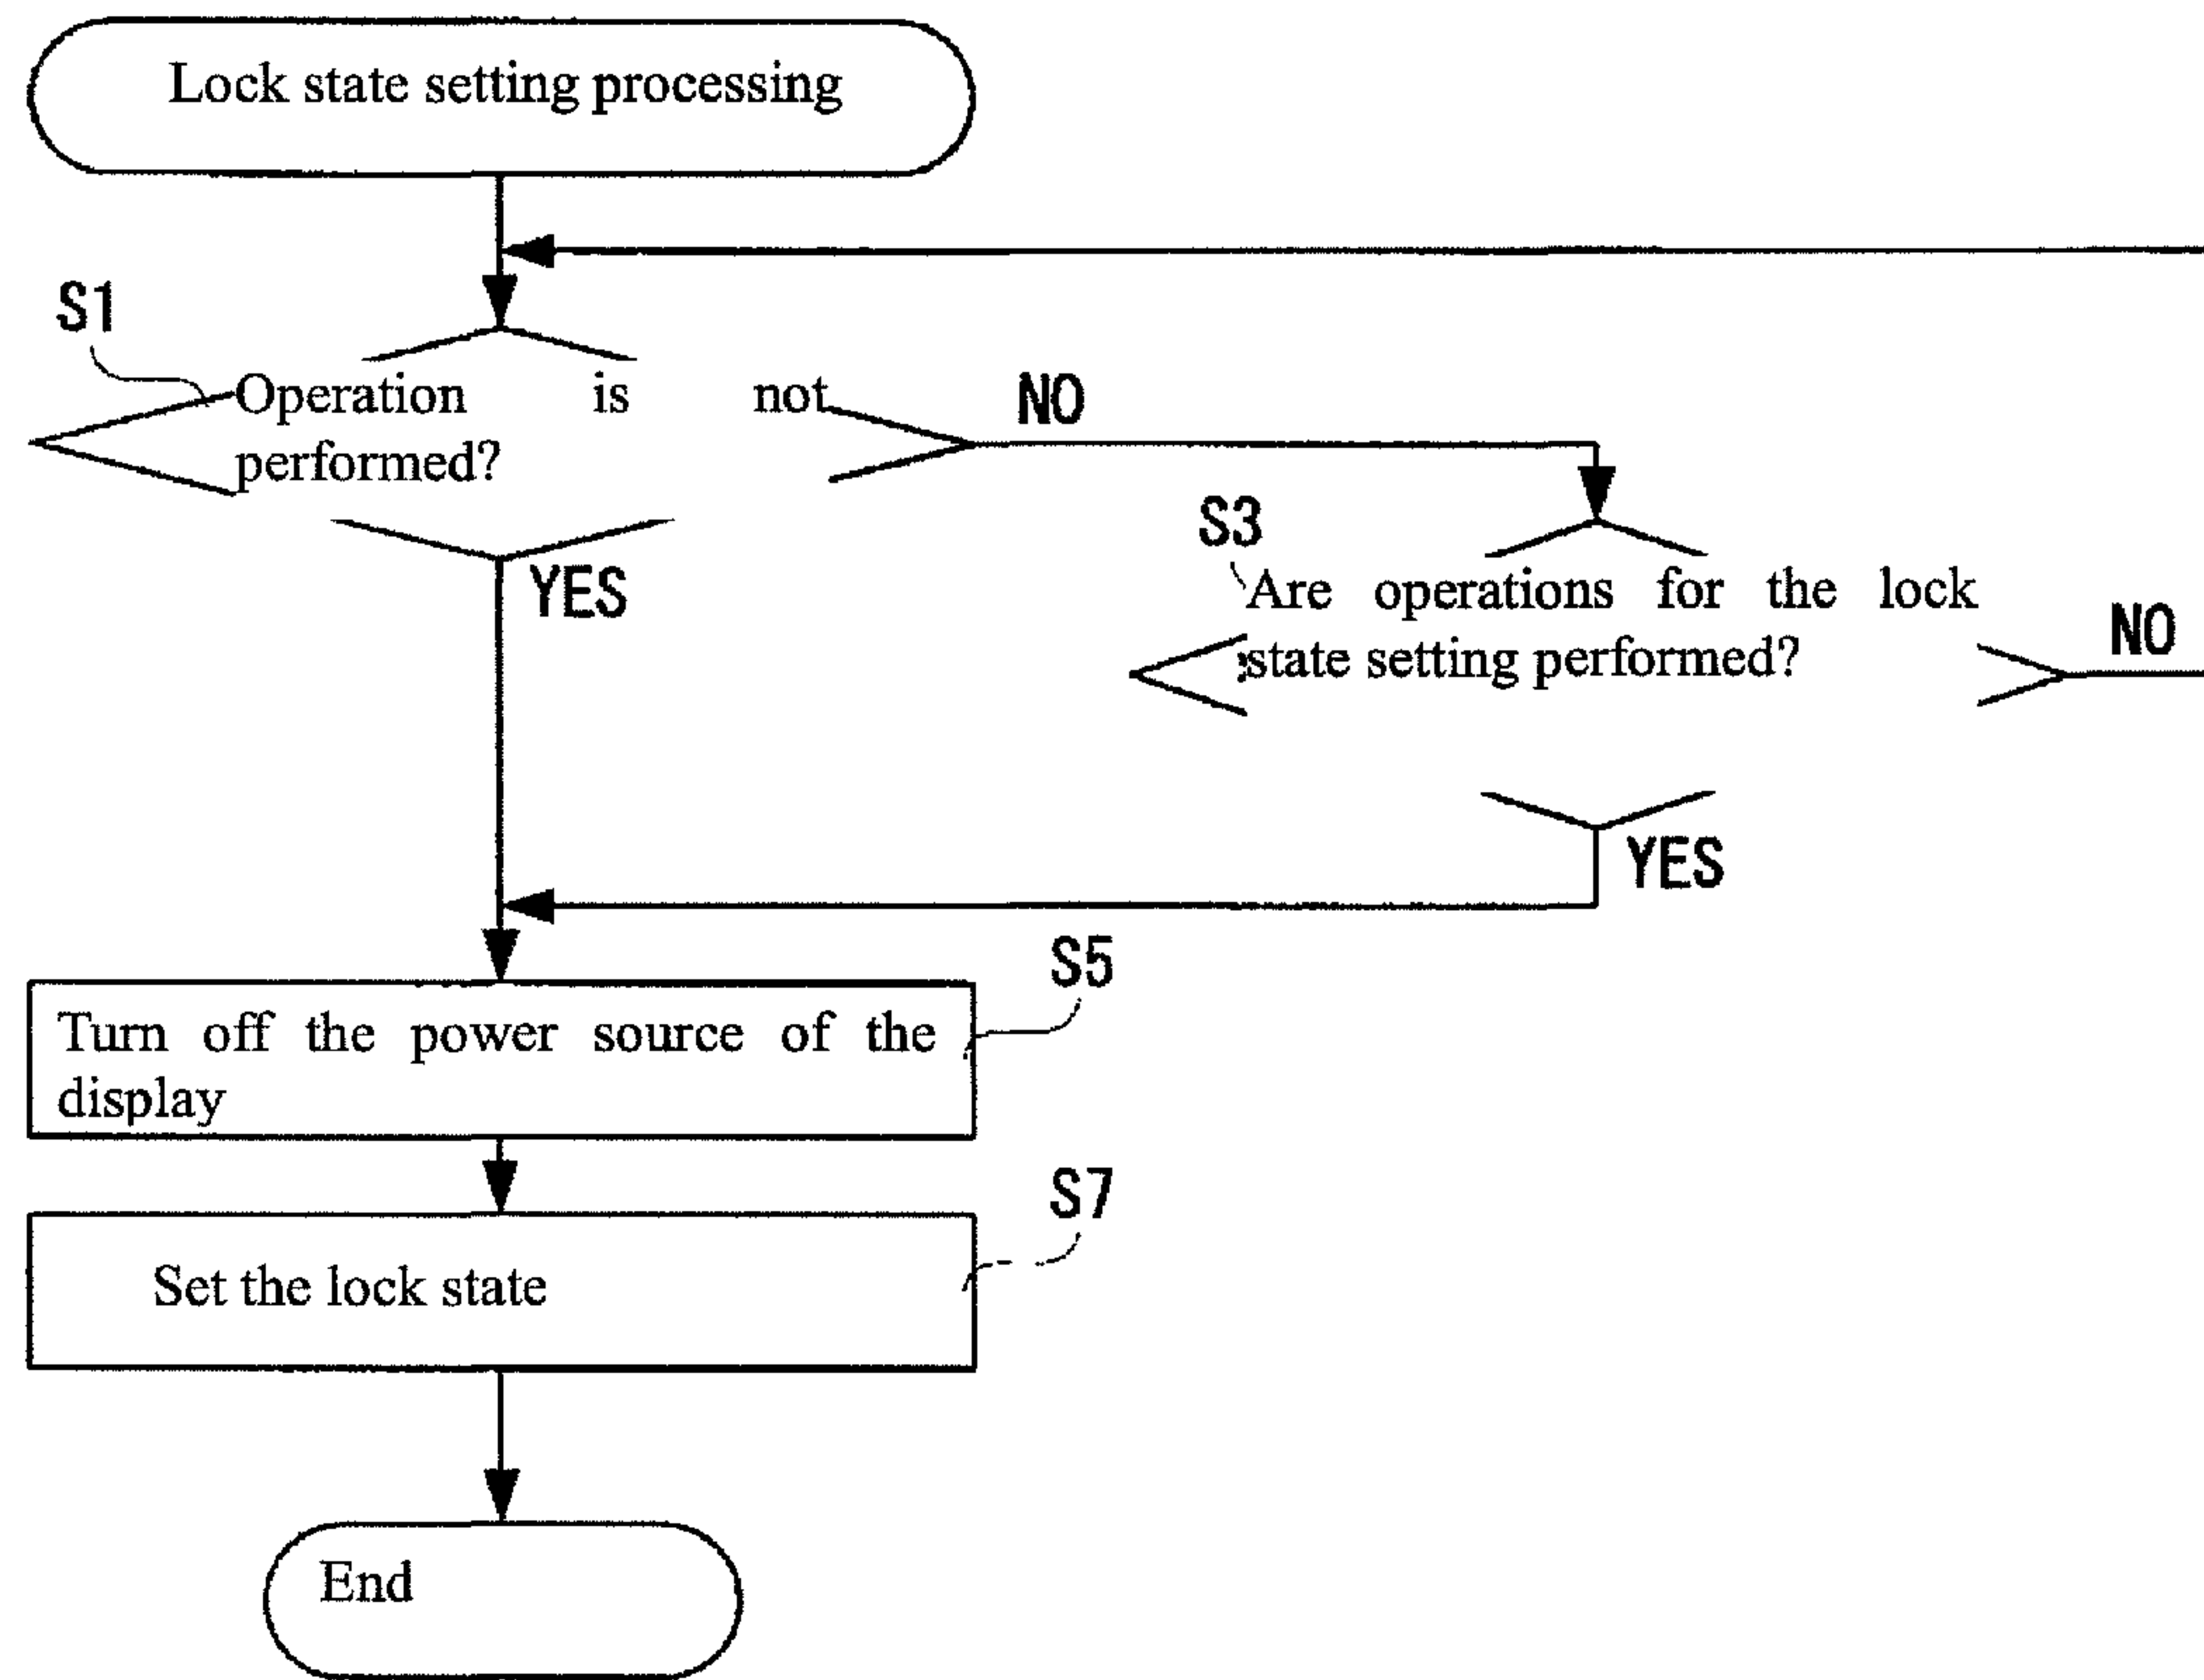 Lock state setting processing
S1
Operation is not
performed?
NO
YES
S3
Are operations for the lock
state setting performed?
NO
YES
S5
Turn off the power source of the
display
S7
Set the lock state
End